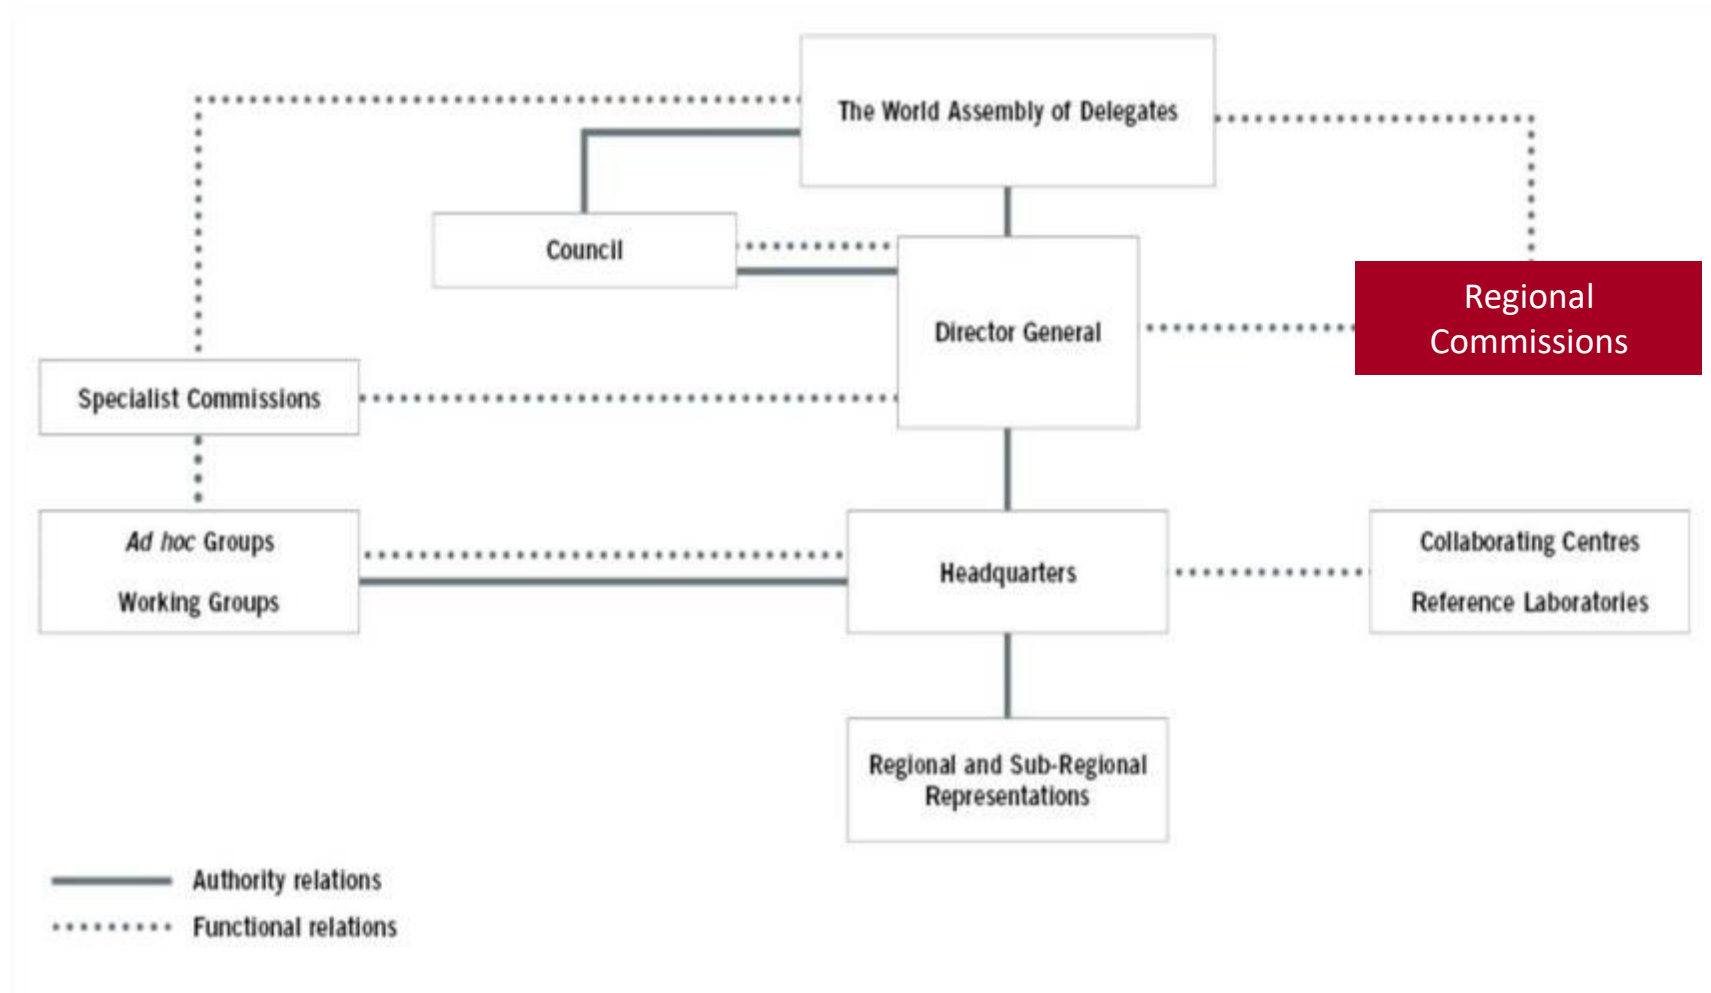 The World Assembly of Delegates
Council
Director General
Regional
Commissions
Specialist Commissions
Ad hoc Groups
Working Groups
Headquarters
Collaborating Centres
Reference Laboratories
Regional and Sub-Regional
Representations
Authority relations
Functional relations